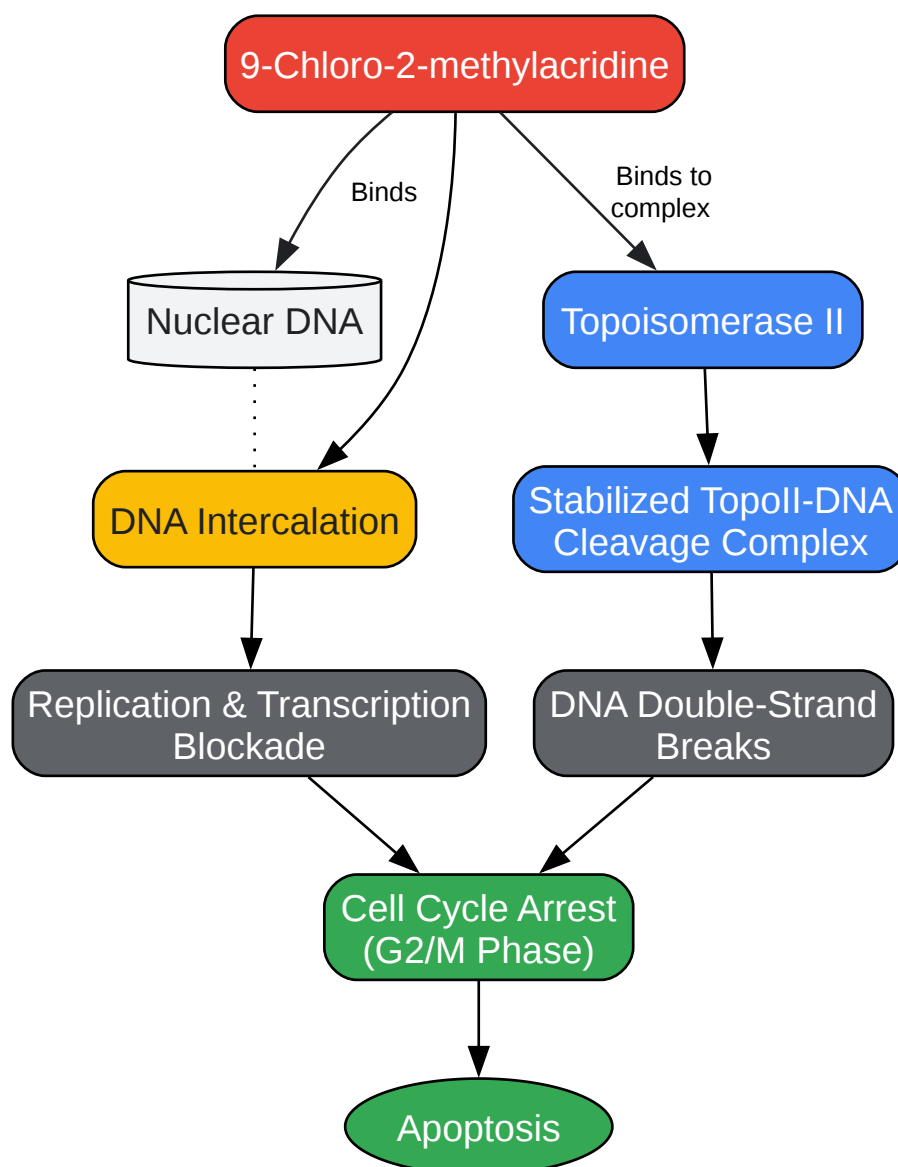 9-Chloro-2-methylacridine
Binds
Binds to
complex
Nuclear DNA
Topoisomerase II
DNA Intercalation
Stabilized TopoII-DNA
Cleavage Complex
Replication & Transcription
Blockade
DNA Double-Strand
Breaks
Cell Cycle Arrest
(G2/M Phase)
Apoptosis